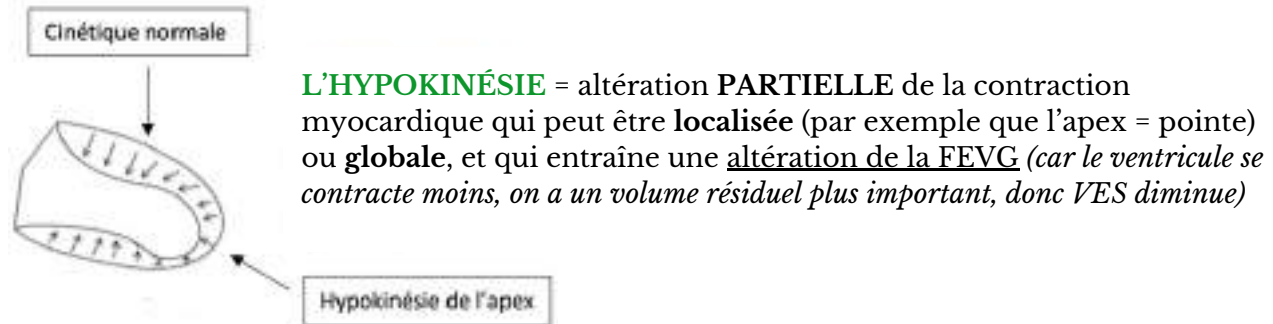 Cinétique normale
L’HYPOKINÉSIE = altération PARTIELLE de la contraction
myocardique qui peut être localisée (par exemple que l’apex = pointe)
ou globale, et qui entraîne une altération de la FEVG (car le ventricule se
contracte moins, on a un volume résiduel plus important, donc VES diminue)
Hypokinésie de l’apex